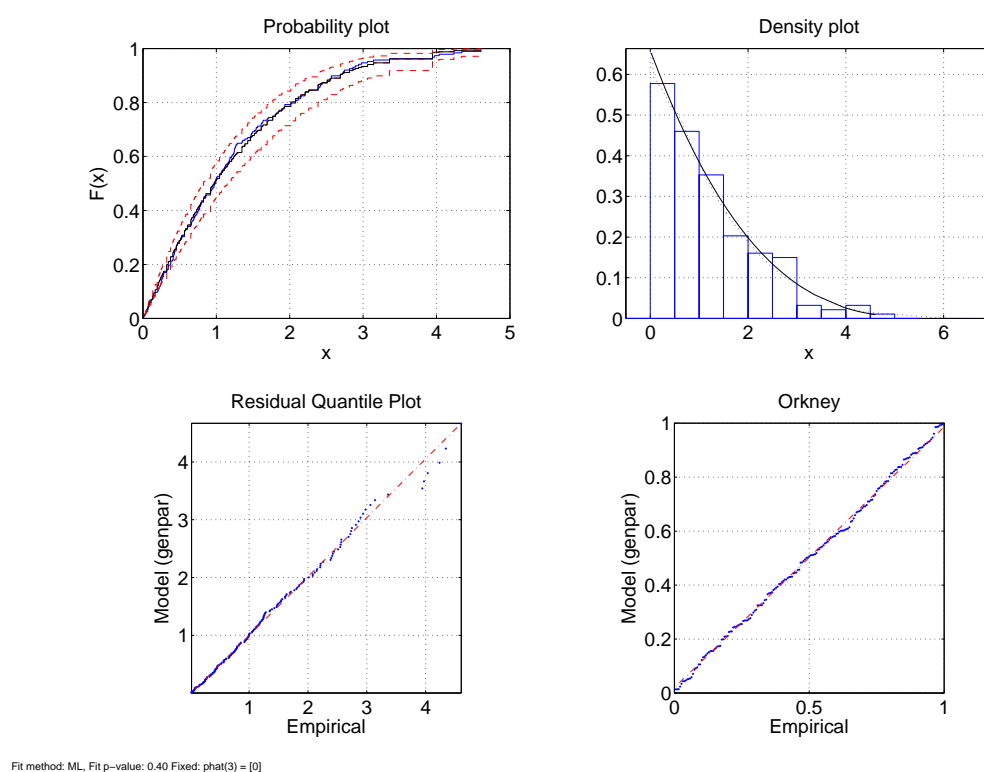 Probability plot
F(x)
1
0.8
0.6
0.4
0.2
0
0 1 2 3 4 5
x
Density plot
0.6
0.5
0.4
0.3
0.2
0.1
0
0 2 4 6
x
Residual Quantile Plot
Model (genpar)
4
3
2
1
1 2 3 4
Empirical
Orkney
Model (genpar)
1
0.8
0.6
0.4
0.2
0
0 0.5 1
Empirical
Fit method: ML, Fit p−value: 0.40 Fixed: phat(3) = [0]